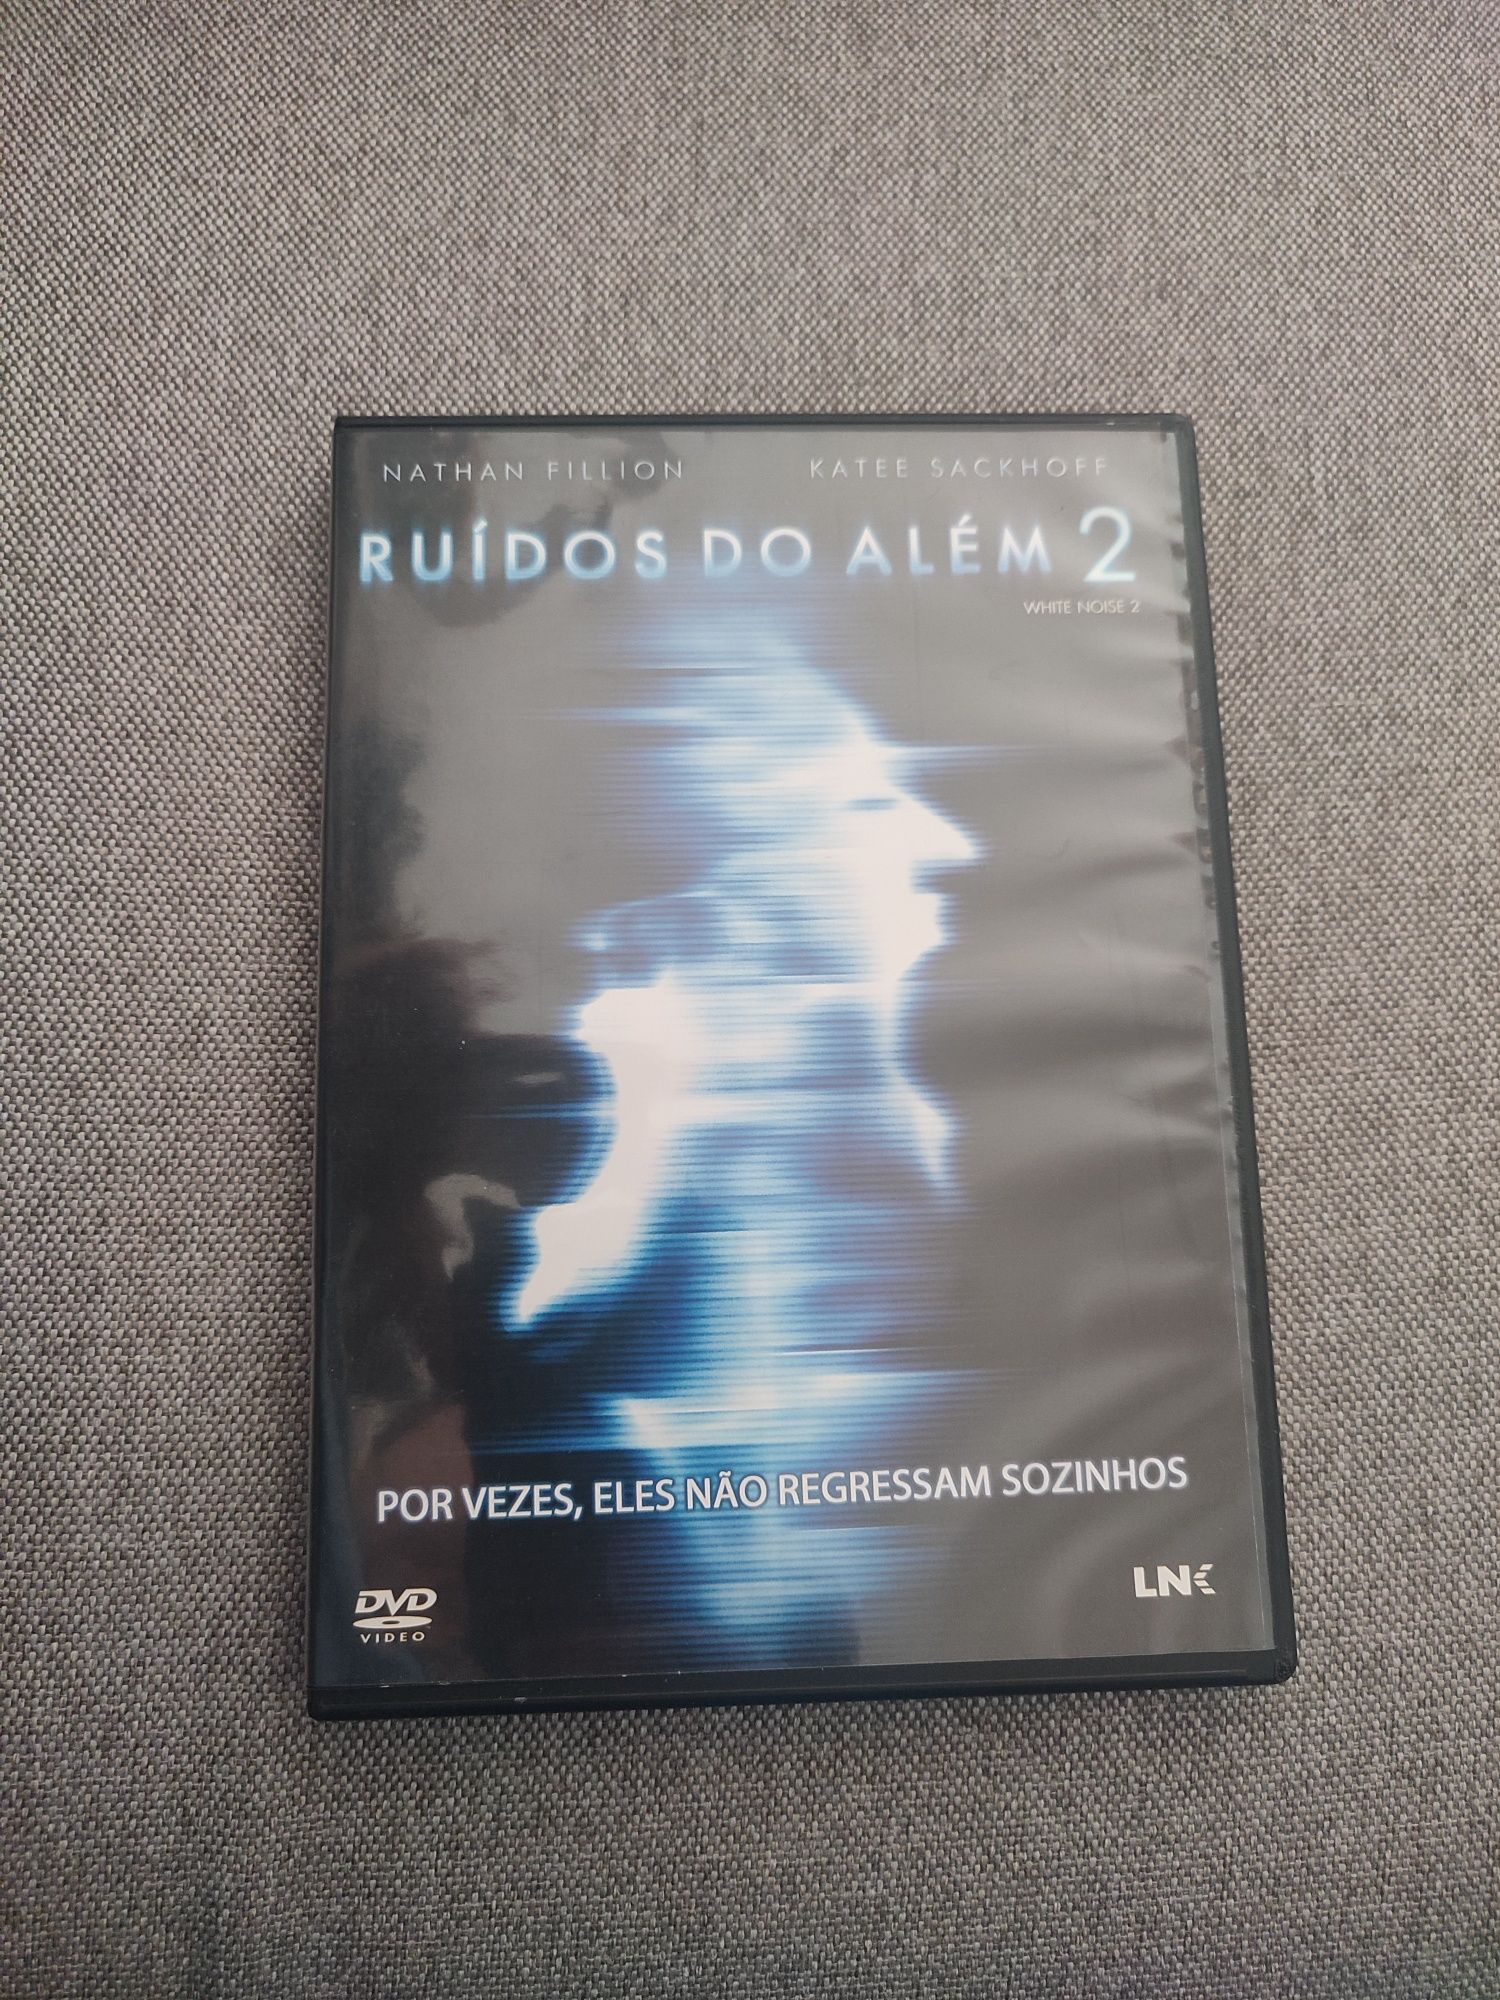 NATHAN FILLION KATEE SACKHOFF
RUÍDOS DO ALÉM 2
WHITE NOISE 2
POR VEZES, ELES NÃO REGRESSAM SOZINHOS
DVD
VIDEO
LNK